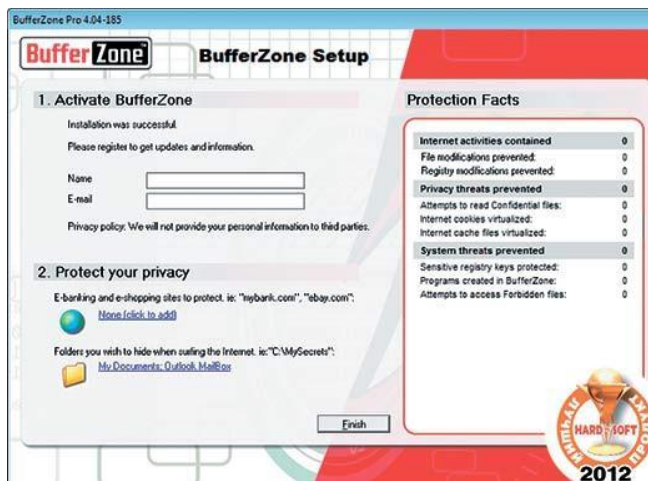 BufferZone Pro 4.04-185
Buffer Zone™
BufferZone Setup
1. Activate BufferZone
Installation was successful.
Please register to get updates and information.
Name
E-mail
Privacy policy: We will not provide your personal information to third parties.
2. Protect your privacy
E-banking and e-shopping sites to protect. ie: "mybank.com", "ebay.com":
None (click to add)
Folders you wish to hide when surfing the Internet. ie:"C:\MySecrets":
My Documents; Outlook MailBox
Finish
Protection Facts
Internet activities contained 0
File modifications prevented: 0
Registry modifications prevented: 0
Privacy threats prevented 0
Attempts to read Confidential files: 0
Internet cookies virtualized: 0
Internet cache files virtualized: 0
System threats prevented 0
Sensitive registry keys protected: 0
Programs created in BufferZone: 0
Attempts to access Forbidden files: 0
ЛУЧШИЙ ПРОДУКТ
HARD SOFT
2012